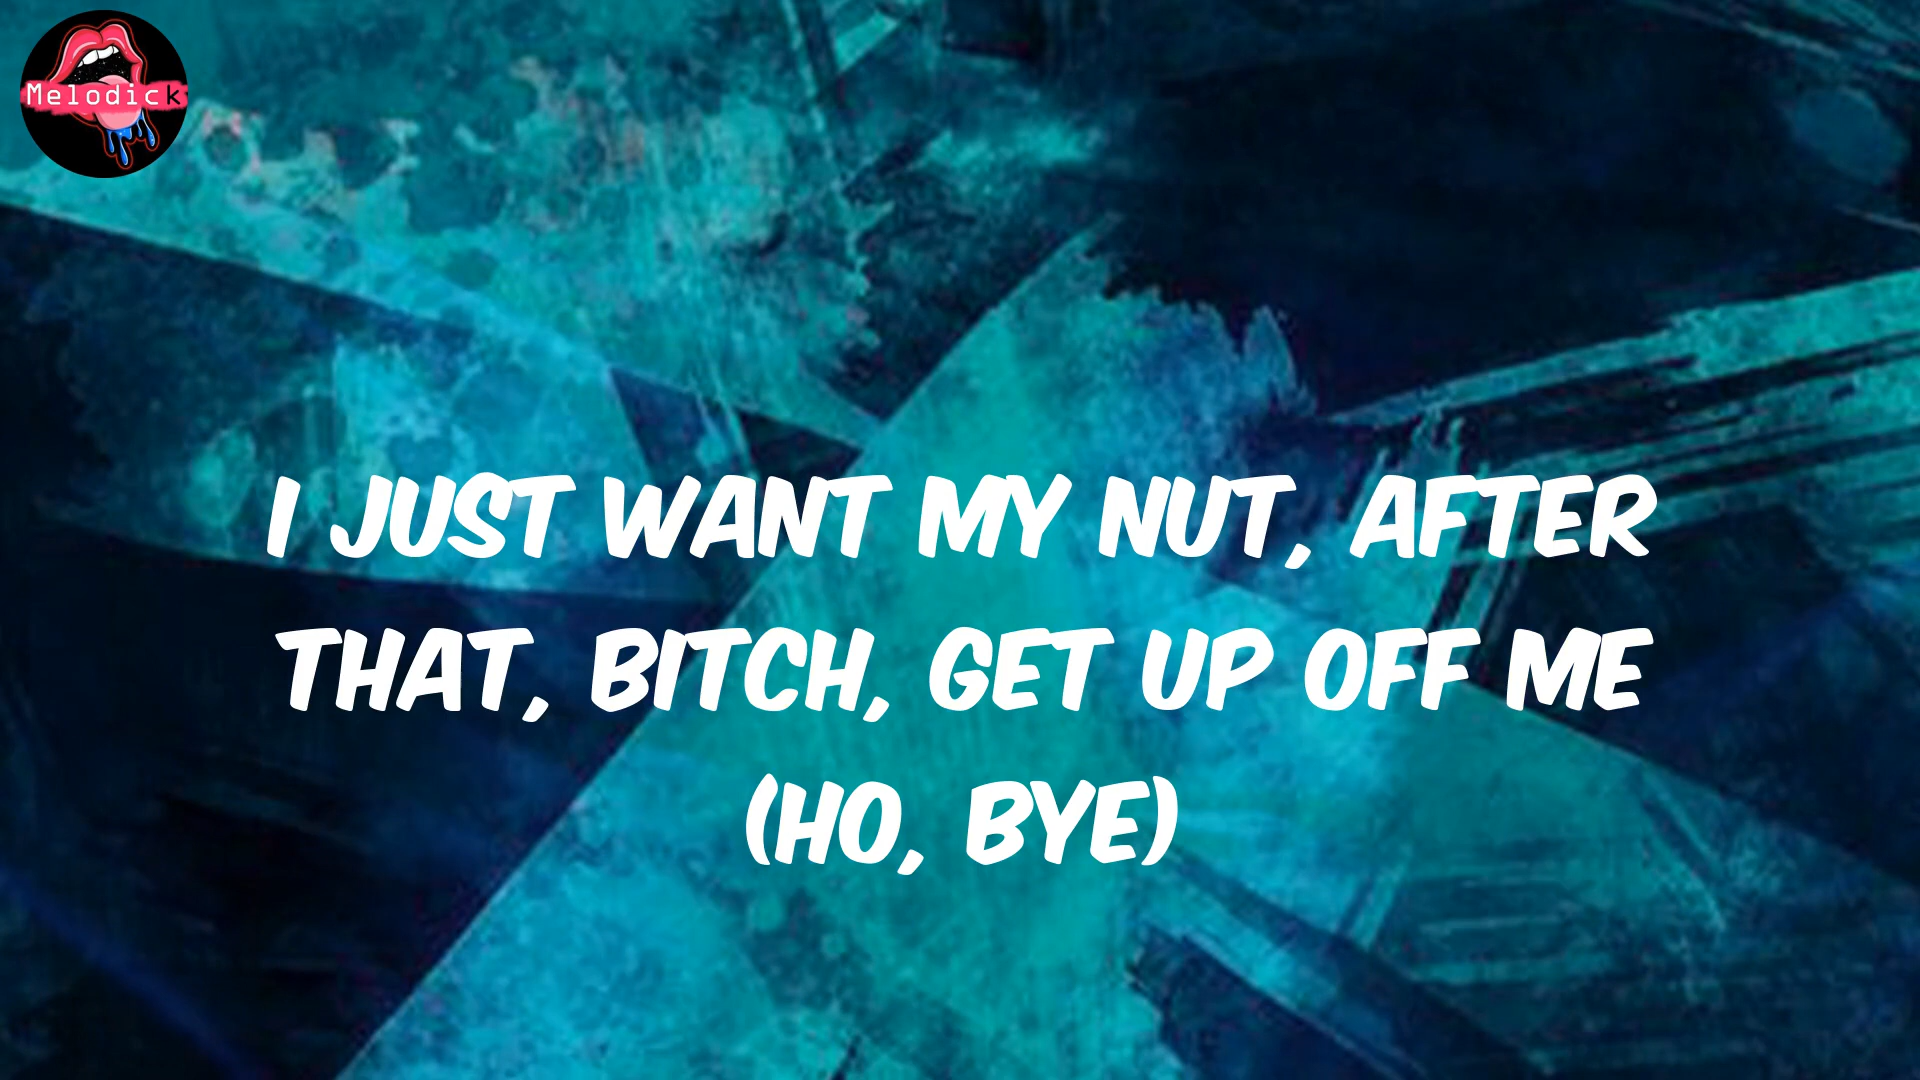 Melodick
I JUST WANT MY NUT, AFTER
THAT, BITCH, GET UP OFF ME
(HO, BYE)